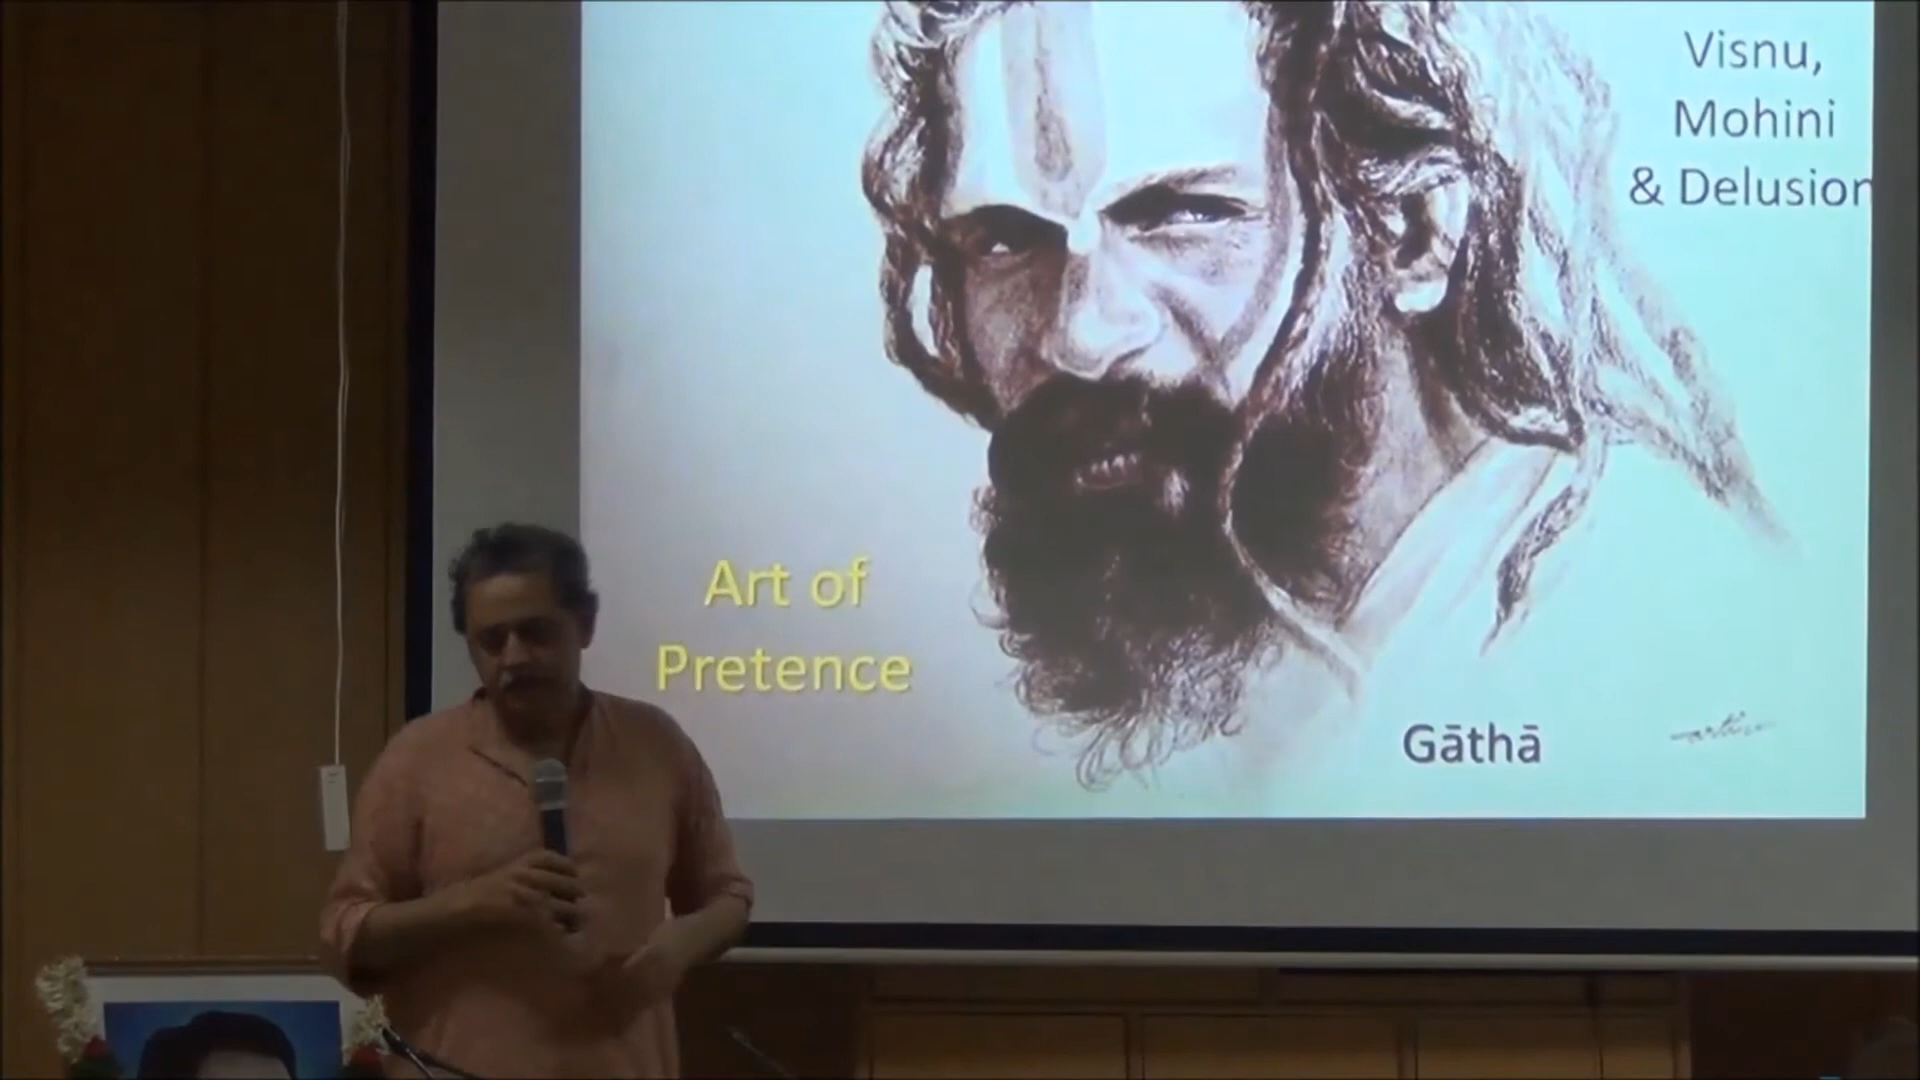 Visnu,
Mohini
& Delusion
Art of
Pretence
Gāthā